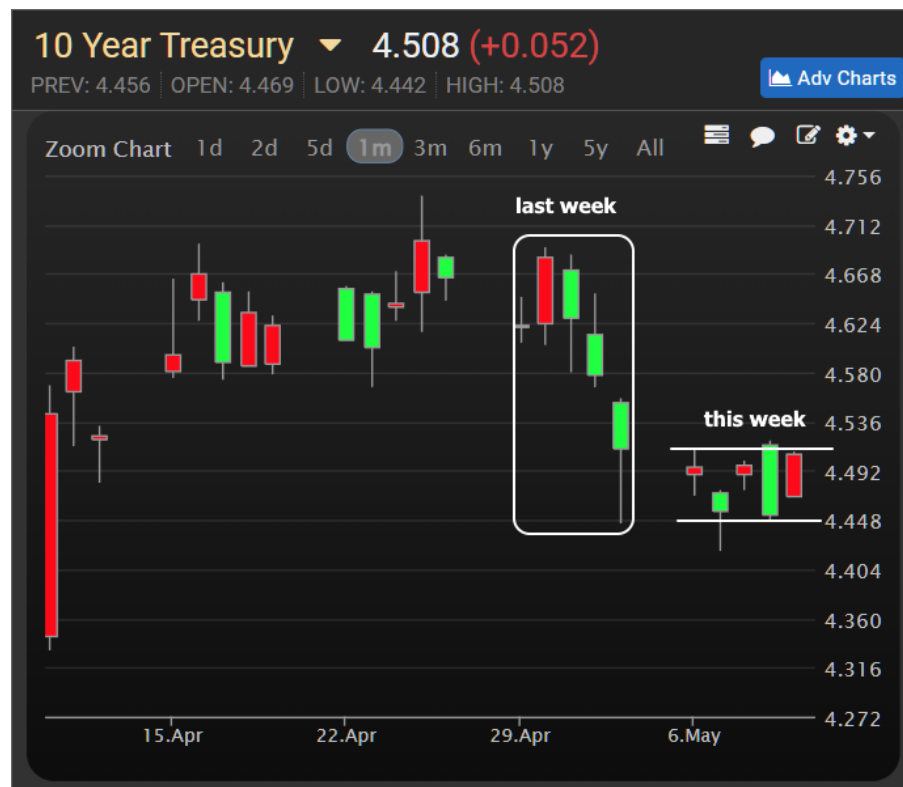 10 Year Treasury 4.508 (+0.052)
PREV: 4.456 OPEN: 4.469 LOW: 4.442 HIGH: 4.508
Adv Charts
Zoom Chart 1d 2d 5d 1m 3m 6m 1y 5y All
4.756
last week
4.712
4.668
4.624
4.580
this week
4.536
4.492
4.448
4.404
4.360
4.316
4.272
15.Apr 22.Apr 29.Apr 6.May